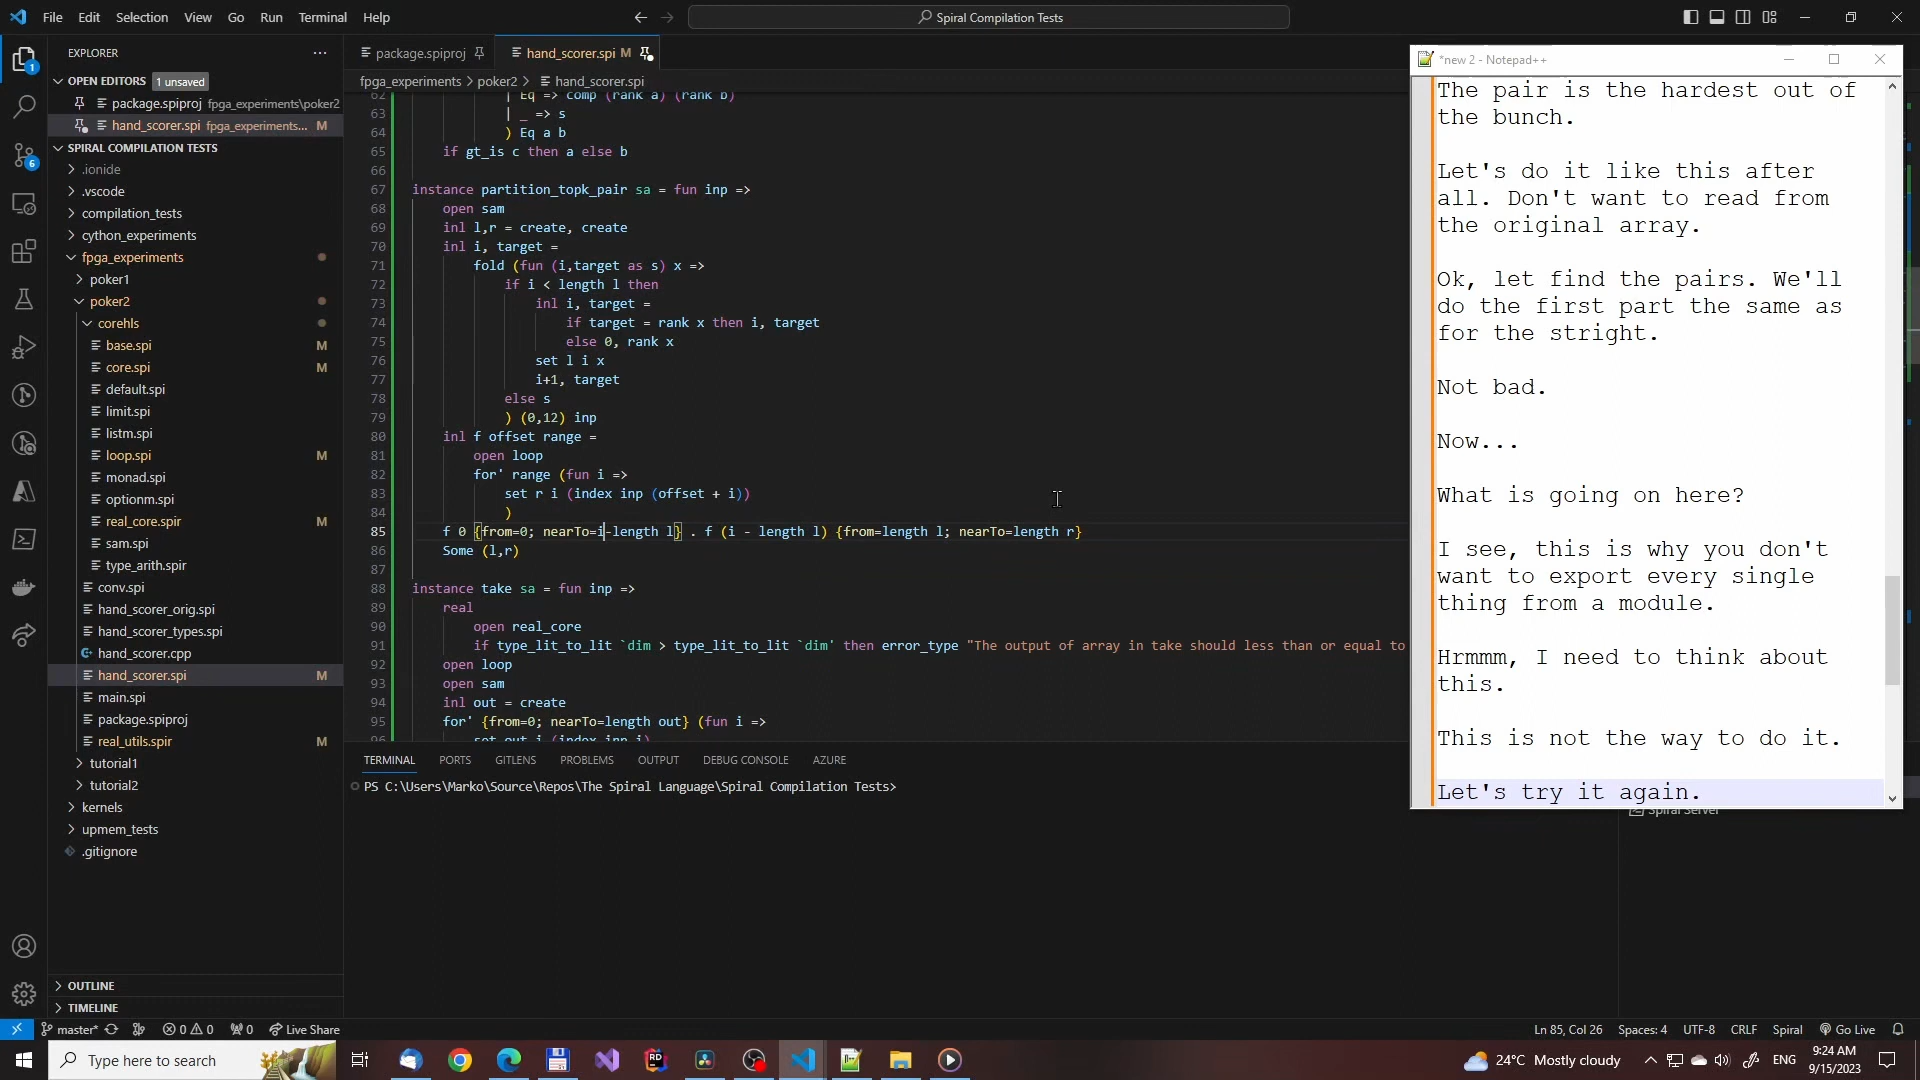 File Edit Selection View Go Run Terminal Help
Spiral Compilation Tests
EXPLORER
OPEN EDITORS 1 unsaved
package.spiproj fpga_experiments\poker2
hand_scorer.spi fpga_experiments... M
SPIRAL COMPILATION TESTS
.ionide
.vscode
compilation_tests
cython_experiments
fpga_experiments
poker1
poker2
corehls
base.spi M
core.spi M
default.spi
limit.spi
listm.spi
loop.spi M
monad.spi
optionm.spi
real_core.spir M
sam.spi
type_arith.spir
conv.spi
hand_scorer_orig.spi
hand_scorer_types.spi
hand_scorer.cpp
hand_scorer.spi M
main.spi
package.spiproj
real_utils.spir M
tutorial1
tutorial2
kernels
upmem_tests
.gitignore
OUTLINE
TIMELINE
package.spiproj
hand_scorer.spi M
fpga_experiments > poker2 > hand_scorer.spi
62 | Eq => comp (rank a) (rank b)
63 | _ => s
64 ) Eq a b
65 if gt_is c then a else b
66
67 instance partition_topk_pair sa = fun inp =>
68 open sam
69 inl l,r = create, create
70 inl i, target =
71 fold (fun (i,target as s) x =>
72 if i < length l then
73 inl i, target =
74 if target = rank x then i, target
75 else 0, rank x
76 set l i x
77 i+1, target
78 else s
79 ) (0,12) inp
80 inl f offset range =
81 open loop
82 for' range (fun i =>
83 set r i (index inp (offset + i))
84 )
85 f 0 {from=0; nearTo=i-length l} . f (i - length l) {from=length l; nearTo=length r}
86 Some (l,r)
87
88 instance take sa = fun inp =>
89 real
90 open real_core
91 if type_lit_to_lit `dim > type_lit_to_lit `dim' then error_type "The output of array in take should less than or equal to
92 open loop
93 open sam
94 inl out = create
95 for' {from=0; nearTo=length out} (fun i =>
96 set out i (index inp i)
TERMINAL PORTS GITLENS PROBLEMS OUTPUT DEBUG CONSOLE AZURE
PS C:\Users\Marko\Source\Repos\The Spiral Language\Spiral Compilation Tests>
Spiral Server
*new 2 - Notepad++
The pair is the hardest out of
the bunch.
Let's do it like this after
all. Don't want to read from
the original array.
Ok, let find the pairs. We'll
do the first part the same as
for the stright.
Not bad.
Now...
What is going on here?
I see, this is why you don't
want to export every single
thing from a module.
Hrmmm, I need to think about
this.
This is not the way to do it.
Let's try it again.
master* 0 0 0 Live Share
Ln 85, Col 26 Spaces: 4 UTF-8 CRLF Spiral Go Live
Type here to search
24°C Mostly cloudy ENG
9:24 AM
9/15/2023